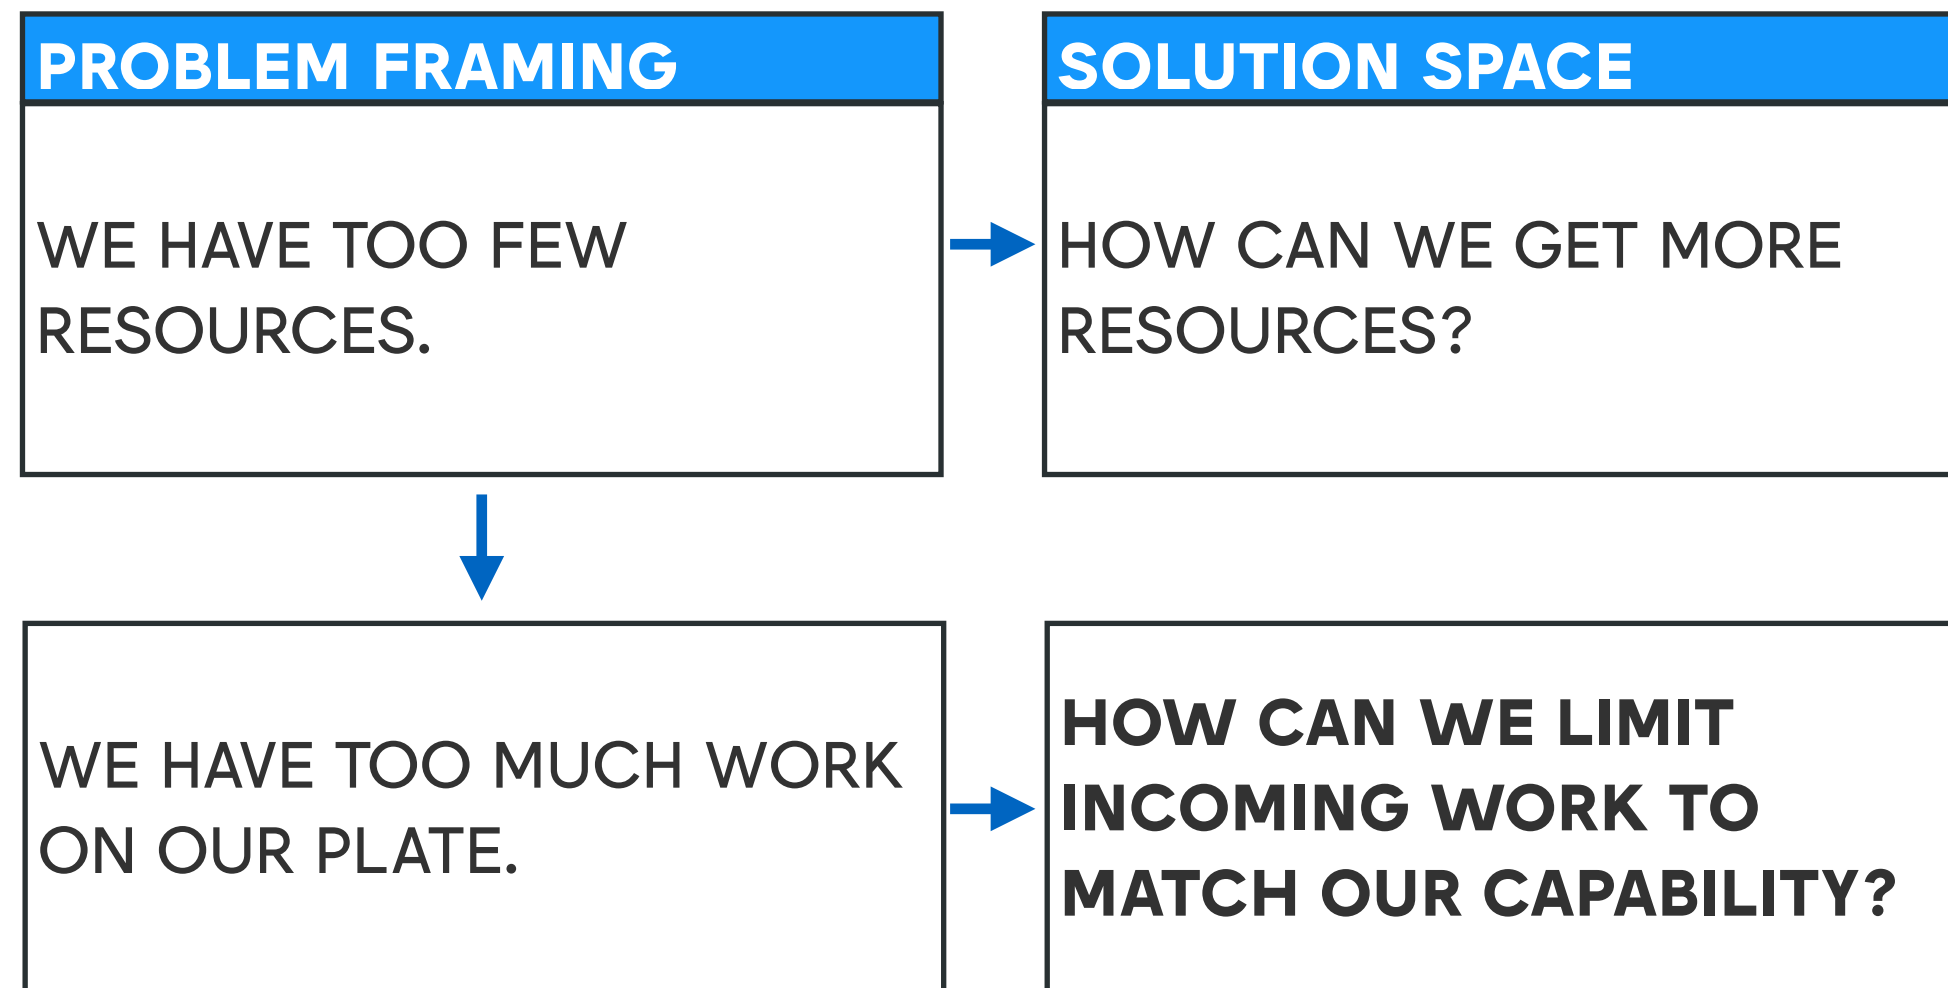 PROBLEM FRAMING
SOLUTION SPACE
WE HAVE TOO FEW
RESOURCES.
HOW CAN WE GET MORE
RESOURCES?
WE HAVE TOO MUCH WORK
ON OUR PLATE.
HOW CAN WE LIMIT
INCOMING WORK TO
MATCH OUR CAPABILITY?